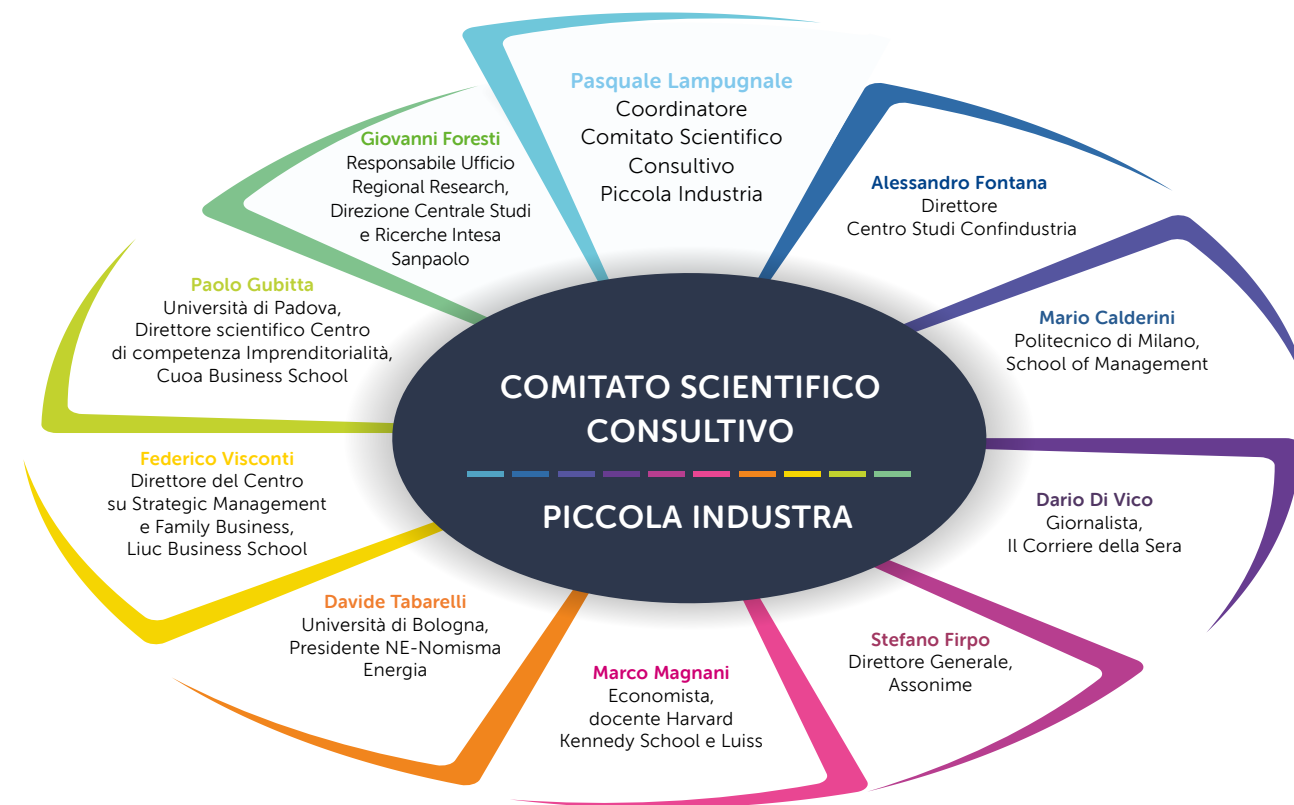 Pasquale Lampugnale
Coordinatore
Comitato Scientifico
Consultivo
Piccola Industria
Alessandro Fontana
Direttore
Centro Studi Confindustria
Mario Calderini
Politecnico di Milano,
School of Management
Dario Di Vico
Giornalista,
Il Corriere della Sera
Stefano Firpo
Direttore Generale,
Assonime
Marco Magnani
Economista,
docente Harvard
Kennedy School e Luiss
Davide Tabarelli
Università di Bologna,
Presidente NE-Nomisma
Energia
Federico Visconti
Direttore del Centro
su Strategic Management
e Family Business,
Liuc Business School
Paolo Gubitta
Università di Padova,
Direttore scientifico Centro
di competenza Imprenditorialità,
Cuoa Business School
Giovanni Foresti
Responsabile Ufficio
Regional Research,
Direzione Centrale Studi
e Ricerche Intesa
Sanpaolo
COMITATO SCIENTIFICO
CONSULTIVO
PICCOLA INDUSTRA